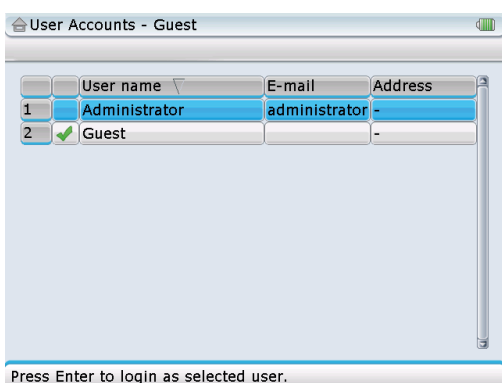 User Accounts - Guest
User name E-mail Address
1 Administrator administrator -
2 Guest -
Press Enter to login as selected user.